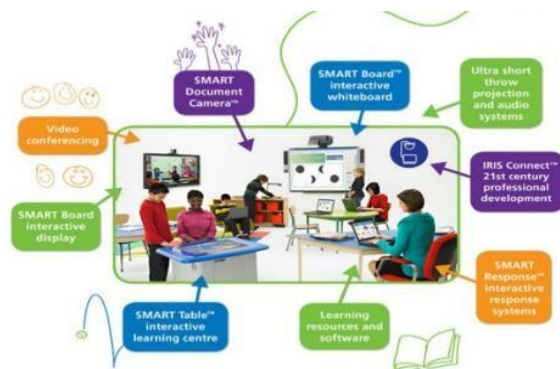 SMART
Document
Camera™
SMART Board™
interactive
whiteboard
Ultra short
throw
projection
and audio
systems
Video
conferencing
IRIS Connect™
21st century
professional
development
SMART Board
interactive
display
SMART
Response™
interactive
response
systems
SMART Table™
interactive
learning centre
Learning
resources and
software